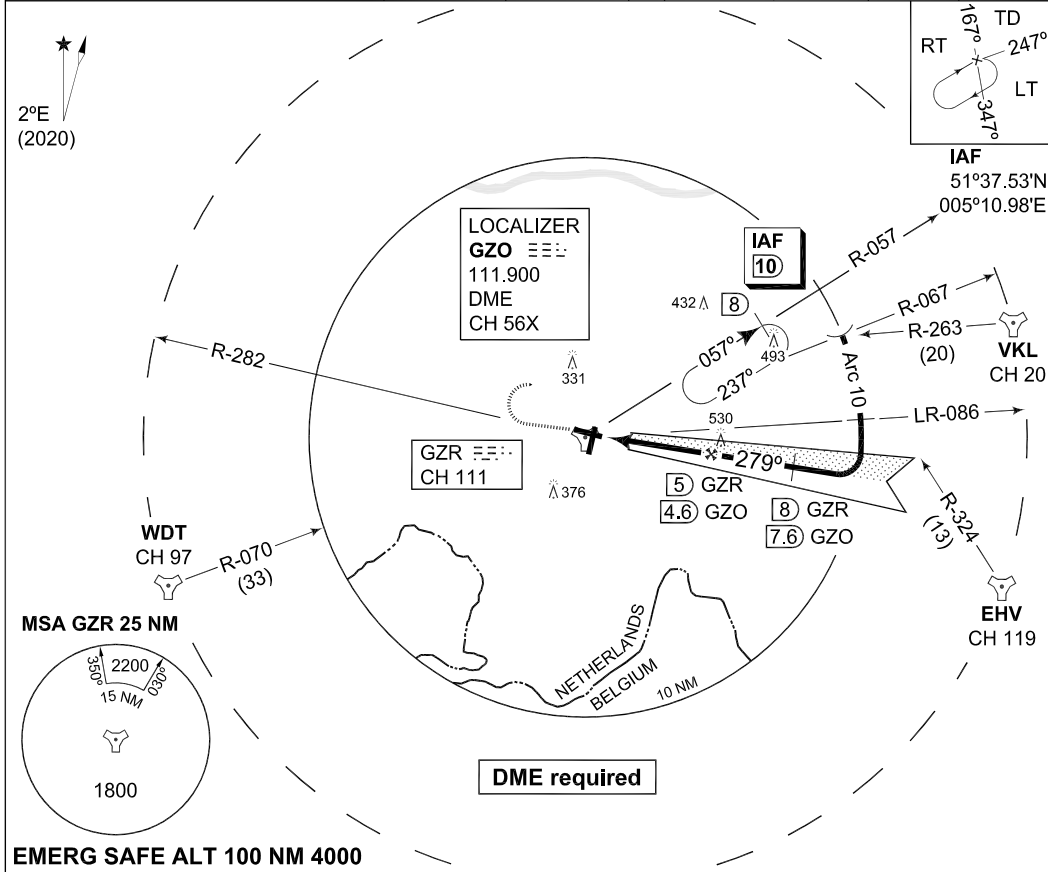 2ºE
(2020)
167º
TD
RT
247º
LT
347º
IAF
51º37.53'N
005º10.98'E
LOCALIZER
GZO
111.900
DME
CH 56X
IAF
10
R-057
432
8
R-067
R-263
(20)
VKL
CH 20
057º
493
237º
Arc 10
R-282
331
LR-086
530
GZR
CH 111
279º
376
5 GZR
4.6 GZO
8 GZR
7.6 GZO
R-324
(13)
WDT
CH 97
R-070
(33)
EHV
CH 119
MSA GZR 25 NM
350º
2200
030º
15 NM
1800
NETHERLANDS
BELGIUM
10 NM
DME required
EMERG SAFE ALT 100 NM 4000